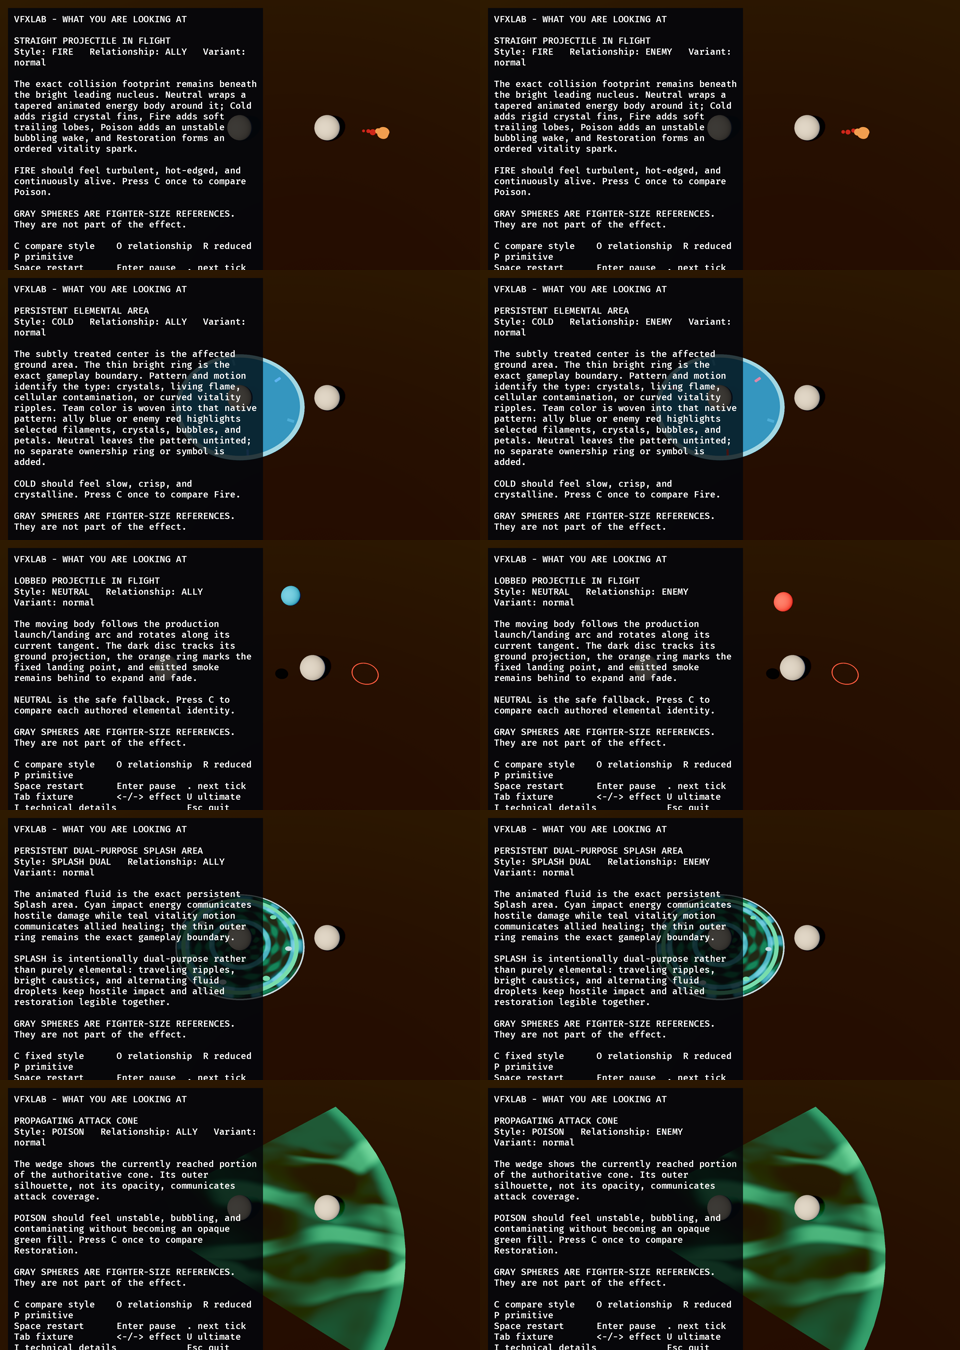 VFXLAB - WHAT YOU ARE LOOKING AT
STRAIGHT PROJECTILE IN FLIGHT
Style: FIRE   Relationship: ALLY   Variant:
normal
The exact collision footprint remains beneath
the bright leading nucleus. Neutral wraps a
tapered animated energy body around it; Cold
adds rigid crystal fins, Fire adds soft
trailing lobes, Poison adds an unstable
bubbling wake, and Restoration forms an
ordered vitality spark.
FIRE should feel turbulent, hot-edged, and
continuously alive. Press C once to compare
Poison.
GRAY SPHERES ARE FIGHTER-SIZE REFERENCES.
They are not part of the effect.
C compare style    O relationship  R reduced
P primitive
Space restart      Enter pause  . next tick
VFXLAB - WHAT YOU ARE LOOKING AT
STRAIGHT PROJECTILE IN FLIGHT
Style: FIRE   Relationship: ENEMY   Variant:
normal
The exact collision footprint remains beneath
the bright leading nucleus. Neutral wraps a
tapered animated energy body around it; Cold
adds rigid crystal fins, Fire adds soft
trailing lobes, Poison adds an unstable
bubbling wake, and Restoration forms an
ordered vitality spark.
FIRE should feel turbulent, hot-edged, and
continuously alive. Press C once to compare
Poison.
GRAY SPHERES ARE FIGHTER-SIZE REFERENCES.
They are not part of the effect.
C compare style    O relationship  R reduced
P primitive
Space restart      Enter pause  . next tick
VFXLAB - WHAT YOU ARE LOOKING AT
PERSISTENT ELEMENTAL AREA
Style: COLD   Relationship: ALLY   Variant:
normal
The subtly treated center is the affected
ground area. The thin bright ring is the
exact gameplay boundary. Pattern and motion
identify the type: crystals, living flame,
cellular contamination, or curved vitality
ripples. Team color is woven into that native
pattern: ally blue or enemy red highlights
selected filaments, crystals, bubbles, and
petals. Neutral leaves the pattern untinted;
no separate ownership ring or symbol is
added.
COLD should feel slow, crisp, and
crystalline. Press C once to compare Fire.
GRAY SPHERES ARE FIGHTER-SIZE REFERENCES.
They are not part of the effect.
VFXLAB - WHAT YOU ARE LOOKING AT
PERSISTENT ELEMENTAL AREA
Style: COLD   Relationship: ENEMY   Variant:
normal
The subtly treated center is the affected
ground area. The thin bright ring is the
exact gameplay boundary. Pattern and motion
identify the type: crystals, living flame,
cellular contamination, or curved vitality
ripples. Team color is woven into that native
pattern: ally blue or enemy red highlights
selected filaments, crystals, bubbles, and
petals. Neutral leaves the pattern untinted;
no separate ownership ring or symbol is
added.
COLD should feel slow, crisp, and
crystalline. Press C once to compare Fire.
GRAY SPHERES ARE FIGHTER-SIZE REFERENCES.
They are not part of the effect.
VFXLAB - WHAT YOU ARE LOOKING AT
LOBBED PROJECTILE IN FLIGHT
Style: NEUTRAL   Relationship: ALLY
Variant: normal
The moving body follows the production
launch/landing arc and rotates along its
current tangent. The dark disc tracks its
ground projection, the orange ring marks the
fixed landing point, and emitted smoke
remains behind to expand and fade.
NEUTRAL is the safe fallback. Press C to
compare each authored elemental identity.
GRAY SPHERES ARE FIGHTER-SIZE REFERENCES.
They are not part of the effect.
C compare style    O relationship  R reduced
P primitive
Space restart      Enter pause  . next tick
Tab fixture        <-/-> effect U ultimate
I technical details            Esc quit
VFXLAB - WHAT YOU ARE LOOKING AT
LOBBED PROJECTILE IN FLIGHT
Style: NEUTRAL   Relationship: ENEMY
Variant: normal
The moving body follows the production
launch/landing arc and rotates along its
current tangent. The dark disc tracks its
ground projection, the orange ring marks the
fixed landing point, and emitted smoke
remains behind to expand and fade.
NEUTRAL is the safe fallback. Press C to
compare each authored elemental identity.
GRAY SPHERES ARE FIGHTER-SIZE REFERENCES.
They are not part of the effect.
C compare style    O relationship  R reduced
P primitive
Space restart      Enter pause  . next tick
Tab fixture        <-/-> effect U ultimate
I technical details            Esc quit
VFXLAB - WHAT YOU ARE LOOKING AT
PERSISTENT DUAL-PURPOSE SPLASH AREA
Style: SPLASH DUAL   Relationship: ALLY
Variant: normal
The animated fluid is the exact persistent
Splash area. Cyan impact energy communicates
hostile damage while teal vitality motion
communicates allied healing; the thin outer
ring remains the exact gameplay boundary.
SPLASH is intentionally dual-purpose rather
than purely elemental: traveling ripples,
bright caustics, and alternating fluid
droplets keep hostile impact and allied
restoration legible together.
GRAY SPHERES ARE FIGHTER-SIZE REFERENCES.
They are not part of the effect.
C fixed style      O relationship  R reduced
P primitive
Space restart      Enter pause  . next tick
VFXLAB - WHAT YOU ARE LOOKING AT
PERSISTENT DUAL-PURPOSE SPLASH AREA
Style: SPLASH DUAL   Relationship: ENEMY
Variant: normal
The animated fluid is the exact persistent
Splash area. Cyan impact energy communicates
hostile damage while teal vitality motion
communicates allied healing; the thin outer
ring remains the exact gameplay boundary.
SPLASH is intentionally dual-purpose rather
than purely elemental: traveling ripples,
bright caustics, and alternating fluid
droplets keep hostile impact and allied
restoration legible together.
GRAY SPHERES ARE FIGHTER-SIZE REFERENCES.
They are not part of the effect.
C fixed style      O relationship  R reduced
P primitive
Space restart      Enter pause  . next tick
VFXLAB - WHAT YOU ARE LOOKING AT
PROPAGATING ATTACK CONE
Style: POISON   Relationship: ALLY   Variant:
normal
The wedge shows the currently reached portion
of the authoritative cone. Its outer
silhouette, not its opacity, communicates
attack coverage.
POISON should feel unstable, bubbling, and
contaminating without becoming an opaque
green fill. Press C once to compare
Restoration.
GRAY SPHERES ARE FIGHTER-SIZE REFERENCES.
They are not part of the effect.
C compare style    O relationship  R reduced
P primitive
Space restart      Enter pause  . next tick
Tab fixture        <-/-> effect U ultimate
I technical details            Esc quit
VFXLAB - WHAT YOU ARE LOOKING AT
PROPAGATING ATTACK CONE
Style: POISON   Relationship: ENEMY
Variant: normal
The wedge shows the currently reached portion
of the authoritative cone. Its outer
silhouette, not its opacity, communicates
attack coverage.
POISON should feel unstable, bubbling, and
contaminating without becoming an opaque
green fill. Press C once to compare
Restoration.
GRAY SPHERES ARE FIGHTER-SIZE REFERENCES.
They are not part of the effect.
C compare style    O relationship  R reduced
P primitive
Space restart      Enter pause  . next tick
Tab fixture        <-/-> effect U ultimate
I technical details            Esc quit